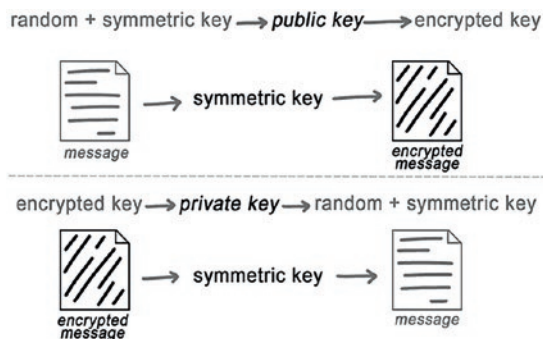 random + symmetric key → public key → encrypted key
→ symmetric key →
message
encrypted
message
encrypted key → private key → random + symmetric key
→ symmetric key →
encrypted
message
message